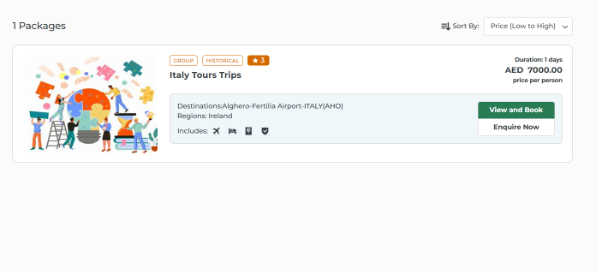 1 Packages
Sort By: Price (Low to High)
GROUP HISTORICAL ★ 3
Duration: 1 days
Italy Tours Trips
AED 7000.00
price per person
Destinations:Alghero-Fertilia Airport-ITALY(AHO)
Regions: Ireland
Includes:
View and Book
Enquire Now